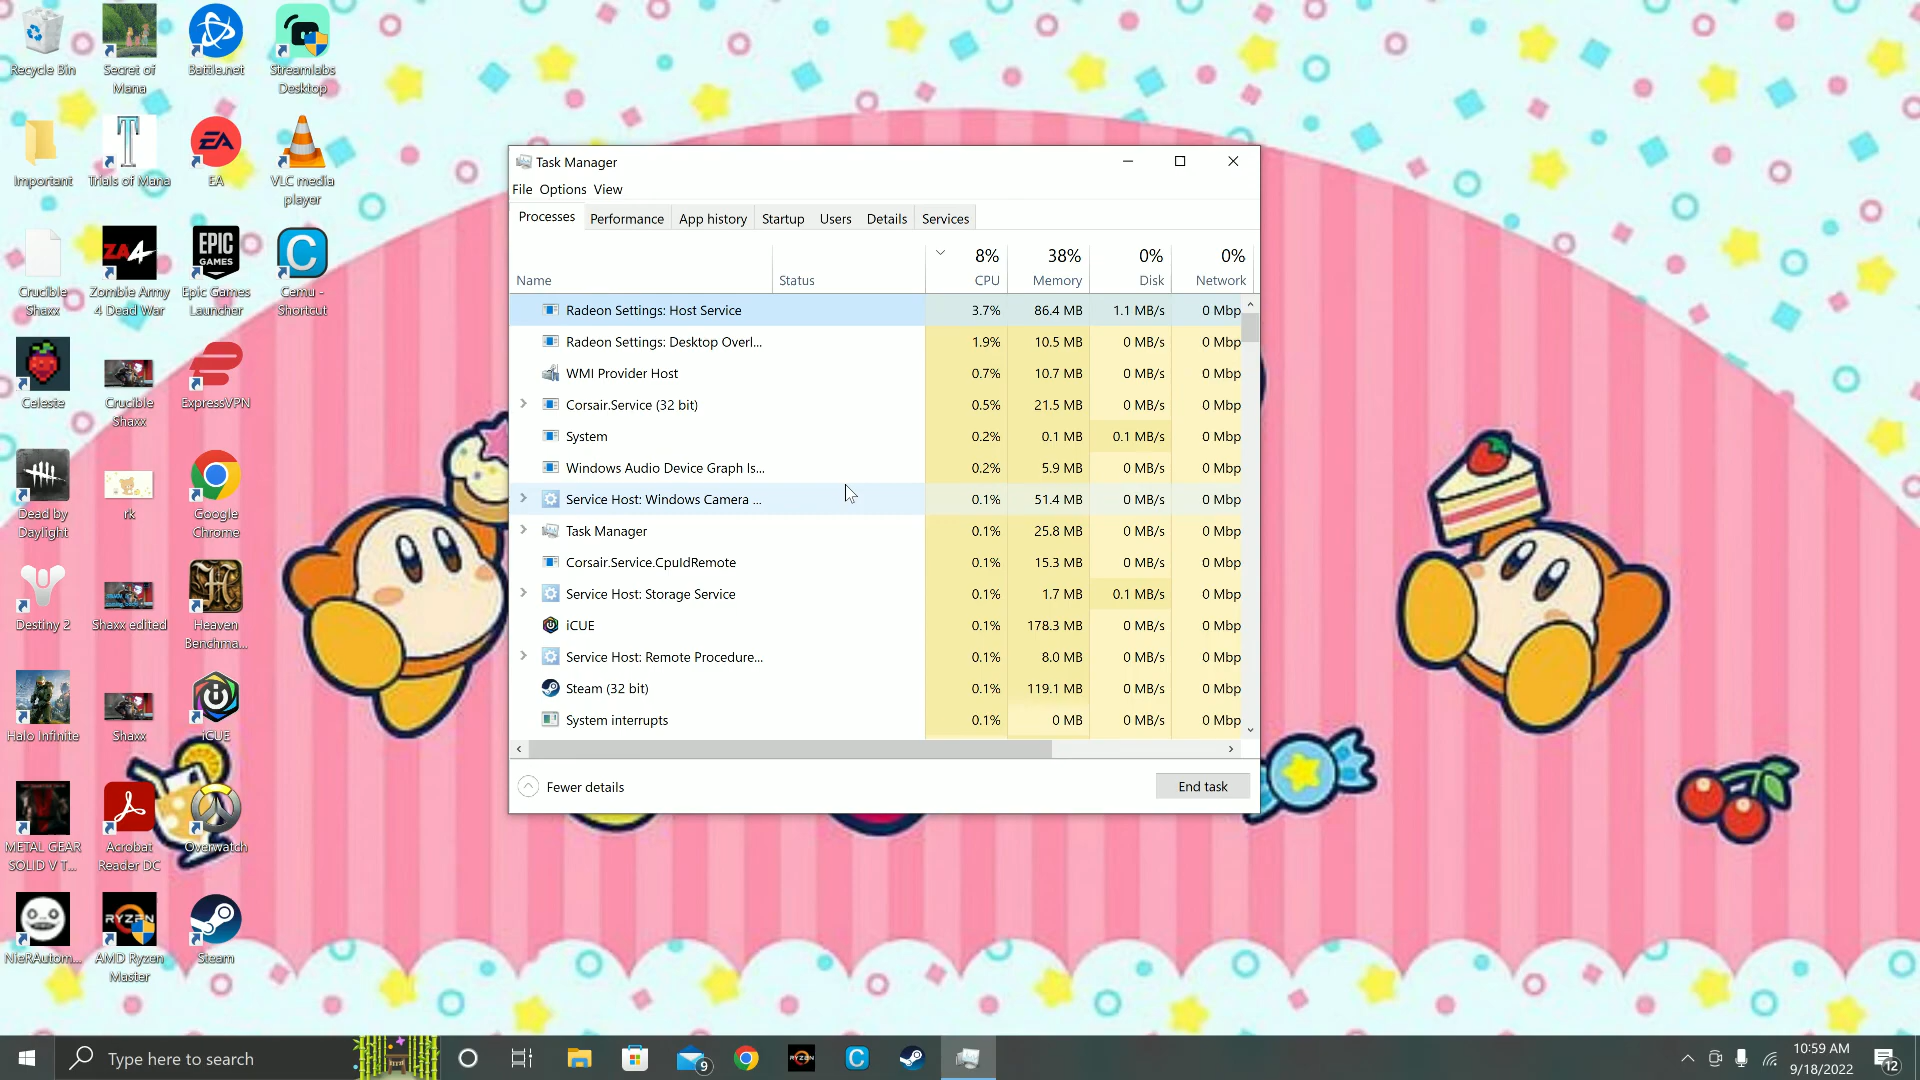 Recycle Bin
Secret of
Mana
Battle.net
Streamlabs
Desktop
Important
Trials of Mana
EA
EA
VLC media
player
ZA4
EPIC
GAMES
C
Crucible
Shaxx
Zombie Army
4 Dead War
Epic Games
Launcher
Cemu -
Shortcut
Celeste
Crucible
Shaxx
ExpressVPN
Dead by
Daylight
rk
Google
Chrome
Destiny 2
Shaxx edited
Heaven
Benchma...
Halo Infinite
Shaxx
iCUE
METAL GEAR
SOLID V T...
Acrobat
Reader DC
Overwatch
RYZEN
NieRAutom...
AMD Ryzen
Master
Steam
Task Manager
File Options View
Processes Performance App history Startup Users Details Services
8% 38% 0% 0%
Name Status CPU Memory Disk Network
Radeon Settings: Host Service 3.7% 86.4 MB 1.1 MB/s 0 Mbp
Radeon Settings: Desktop Overl... 1.9% 10.5 MB 0 MB/s 0 Mbp
WMI Provider Host 0.7% 10.7 MB 0 MB/s 0 Mbp
Corsair.Service (32 bit) 0.5% 21.5 MB 0 MB/s 0 Mbp
System 0.2% 0.1 MB 0.1 MB/s 0 Mbp
Windows Audio Device Graph Is... 0.2% 5.9 MB 0 MB/s 0 Mbp
Service Host: Windows Camera ... 0.1% 51.4 MB 0 MB/s 0 Mbp
Task Manager 0.1% 25.8 MB 0 MB/s 0 Mbp
Corsair.Service.CpuIdRemote 0.1% 15.3 MB 0 MB/s 0 Mbp
Service Host: Storage Service 0.1% 1.7 MB 0.1 MB/s 0 Mbp
iCUE 0.1% 178.3 MB 0 MB/s 0 Mbp
Service Host: Remote Procedure... 0.1% 8.0 MB 0 MB/s 0 Mbp
Steam (32 bit) 0.1% 119.1 MB 0 MB/s 0 Mbp
System interrupts 0.1% 0 MB 0 MB/s 0 Mbp
Fewer details End task
Type here to search
9
RYZEN
C
10:59 AM
9/18/2022
12